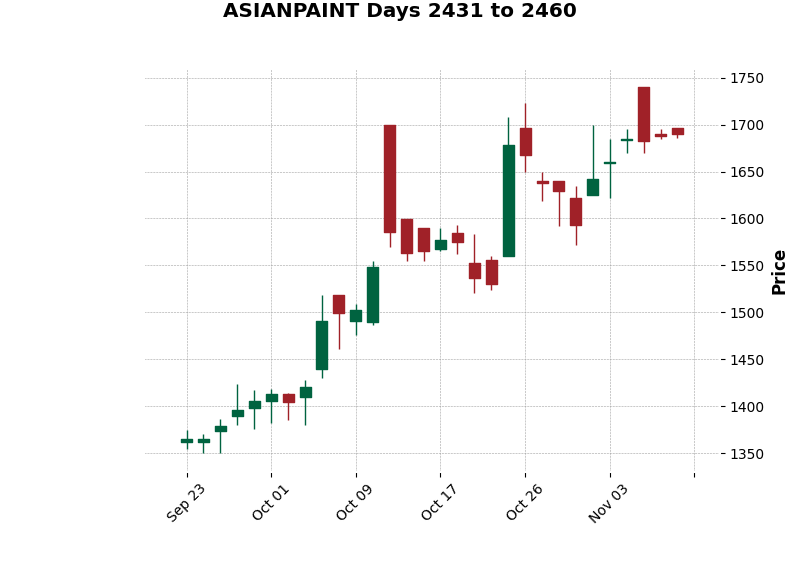 ASIANPAINT Days 2431 to 2460
1750
1700
1650
1600
1550
1500
1450
1400
1350
Price
Sep 23
Oct 01
Oct 09
Oct 17
Oct 26
Nov 03